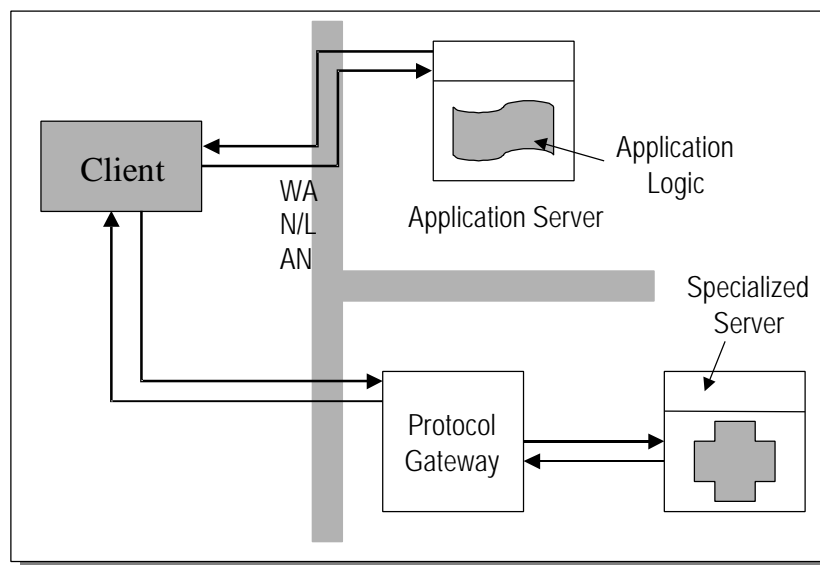 Client
WA
N/L
AN
Application
Logic
Application Server
Specialized
Server
Protocol
Gateway